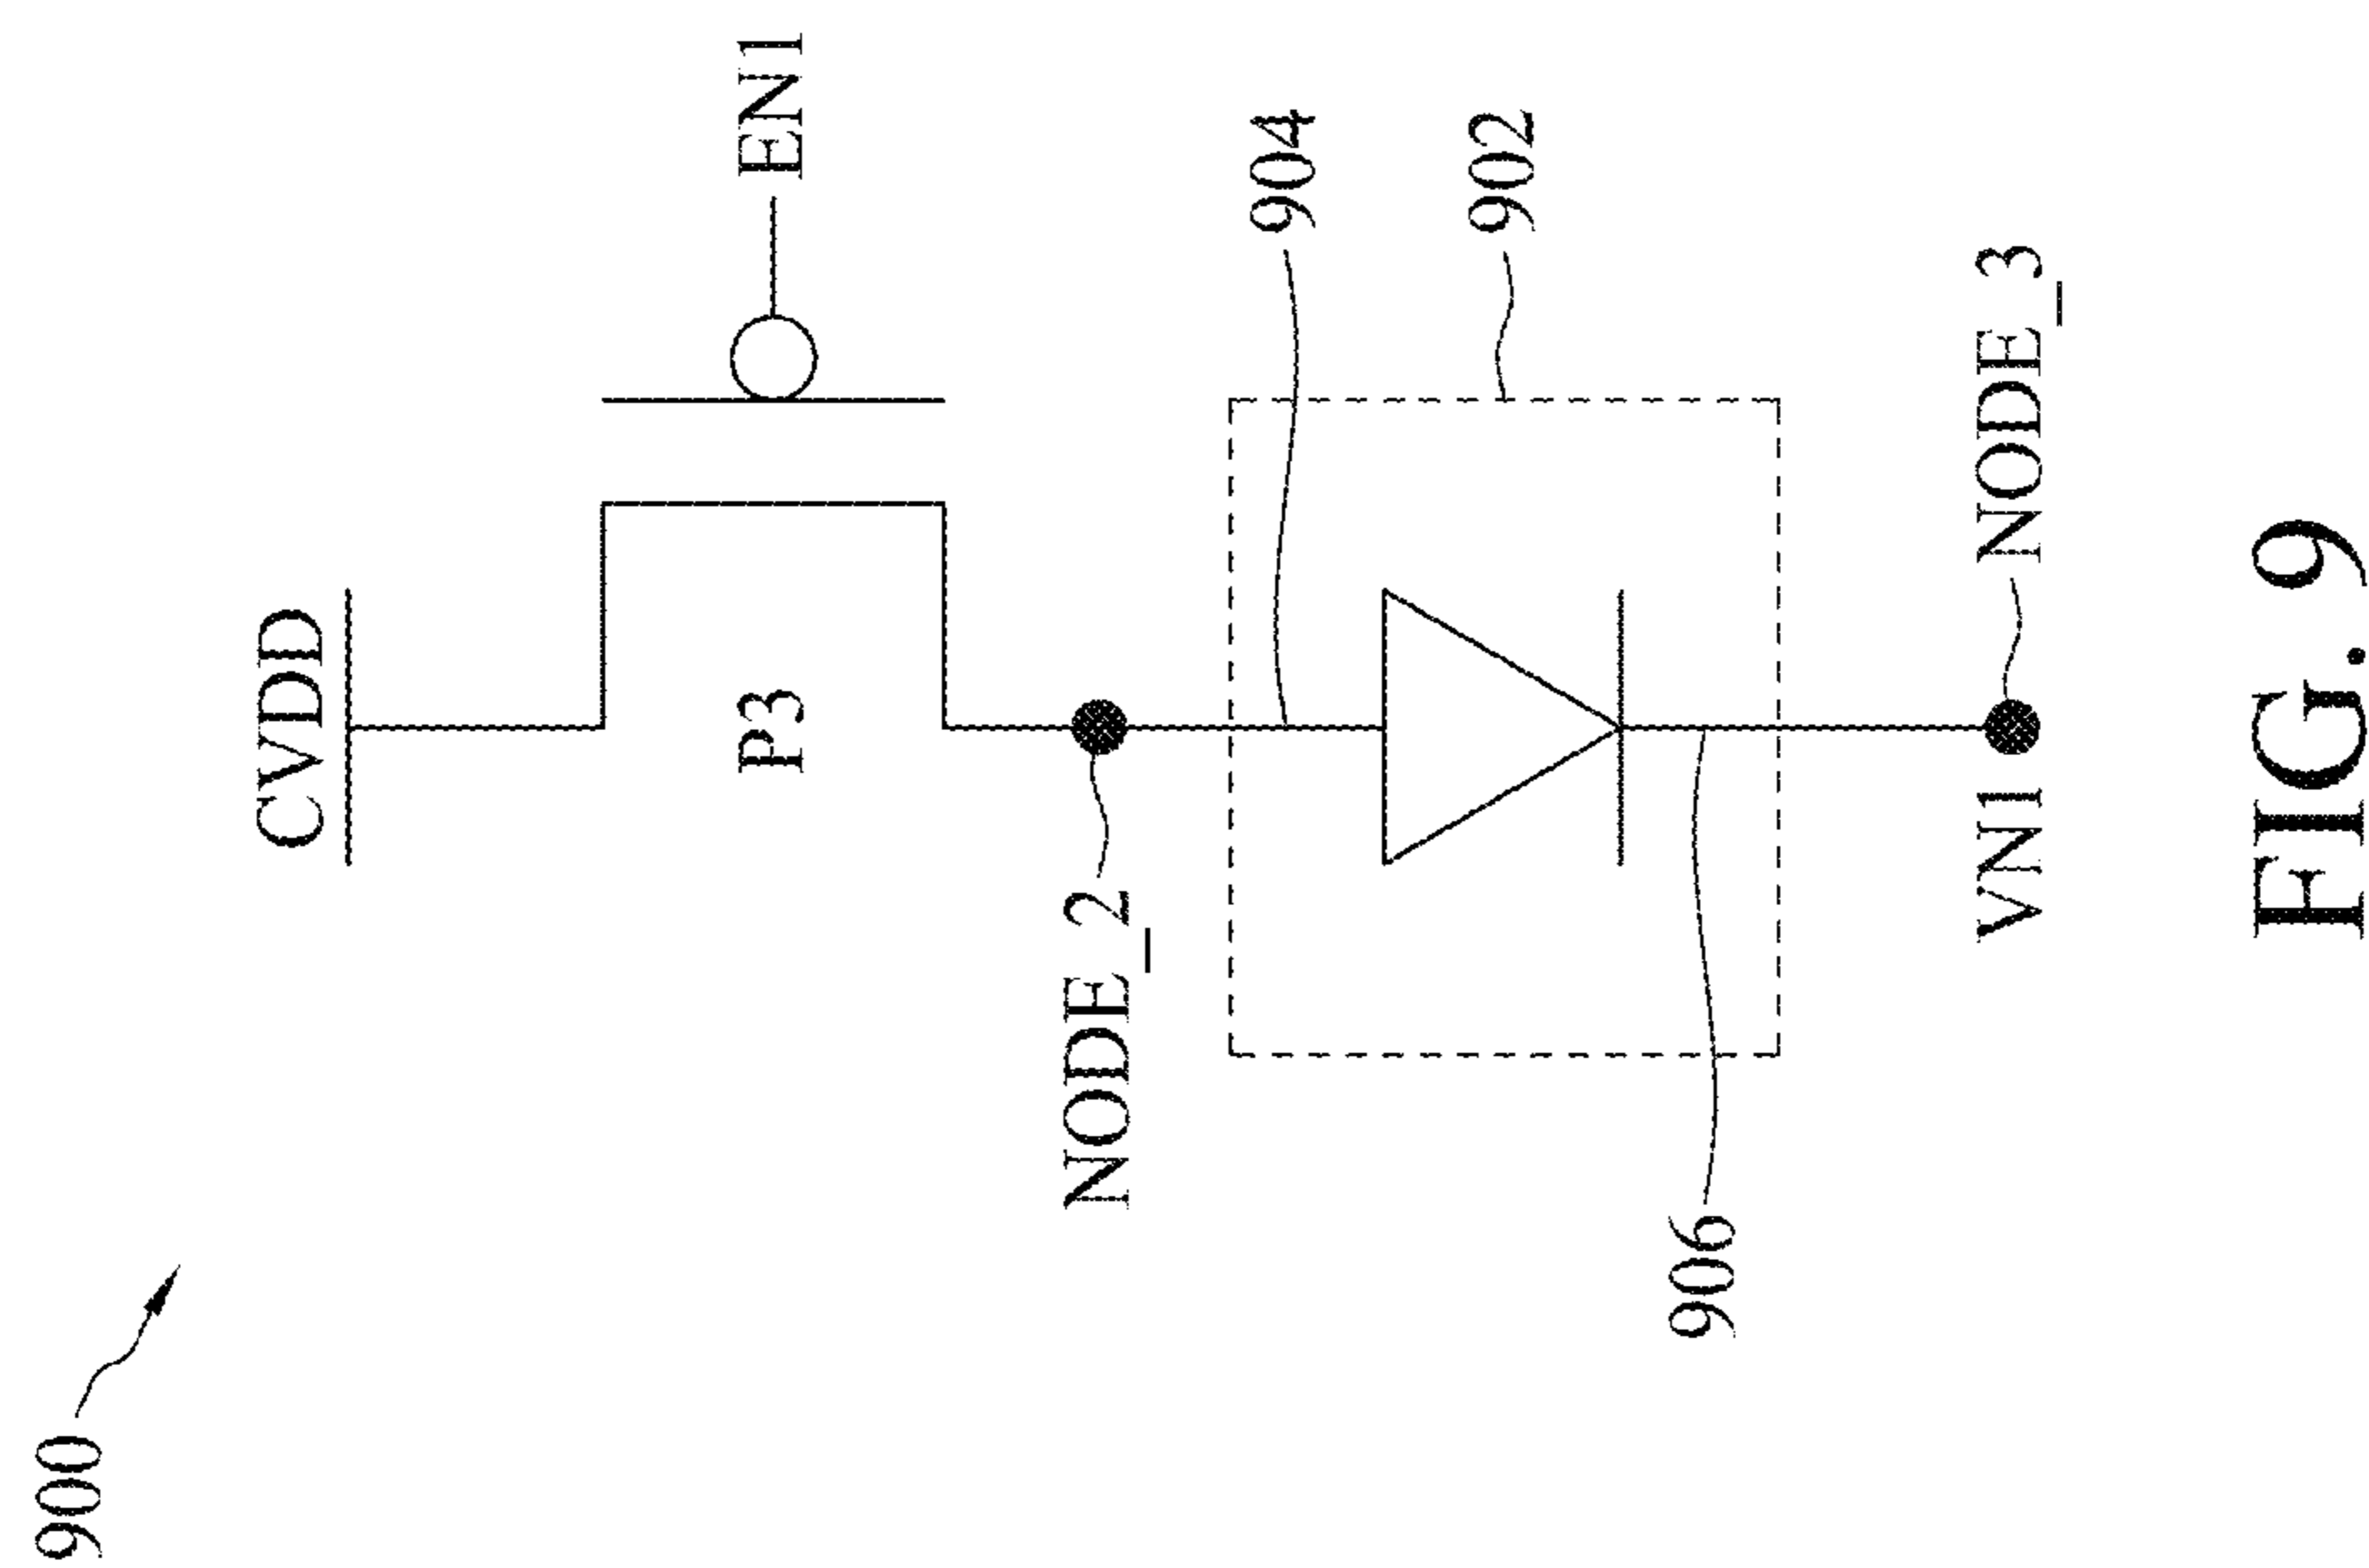 900
CVDD
P3
EN1
NODE_2
904
902
906
VN1
NODE_3
FIG. 9